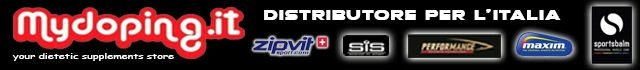 Mydoping.it
your dietetic supplements store
DISTRIBUTORE PER L'ITALIA
zipvit
sport.com
sis
PERFORMANCE
maxim
sportsbalm